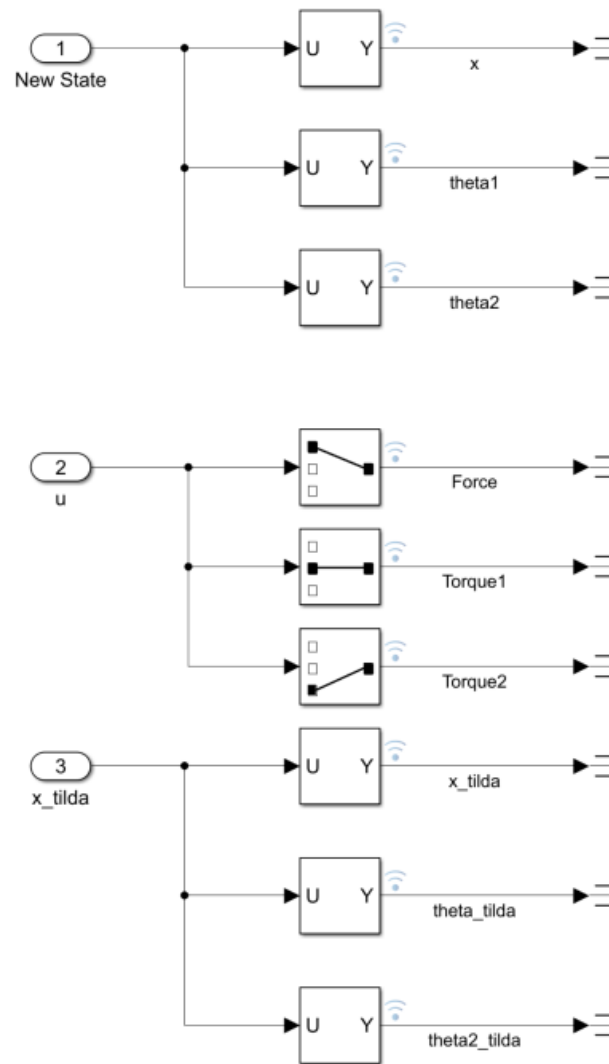 1
New State
U Y
x
U Y
theta1
U Y
theta2
2
u
Force
Torque1
Torque2
3
x_tilda
U Y
x_tilda
U Y
theta_tilda
U Y
theta2_tilda